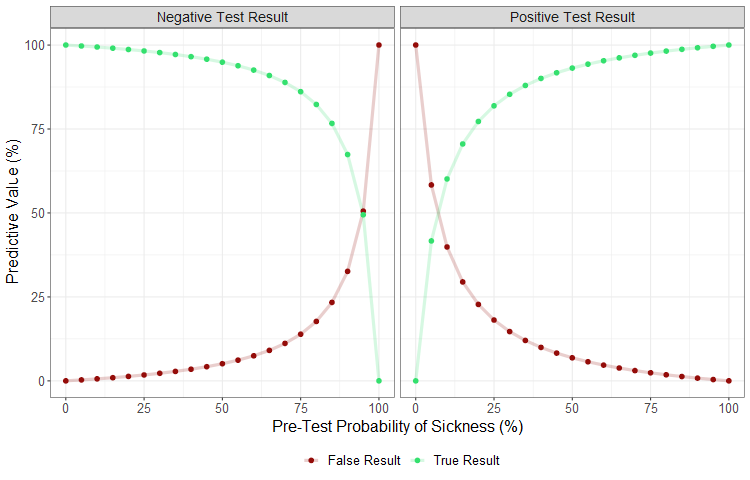 Negative Test Result
Positive Test Result
Predictive Value (%)
100
75
50
25
0
0
25
50
75
100
0
25
50
75
100
Pre-Test Probability of Sickness (%)
False Result
True Result